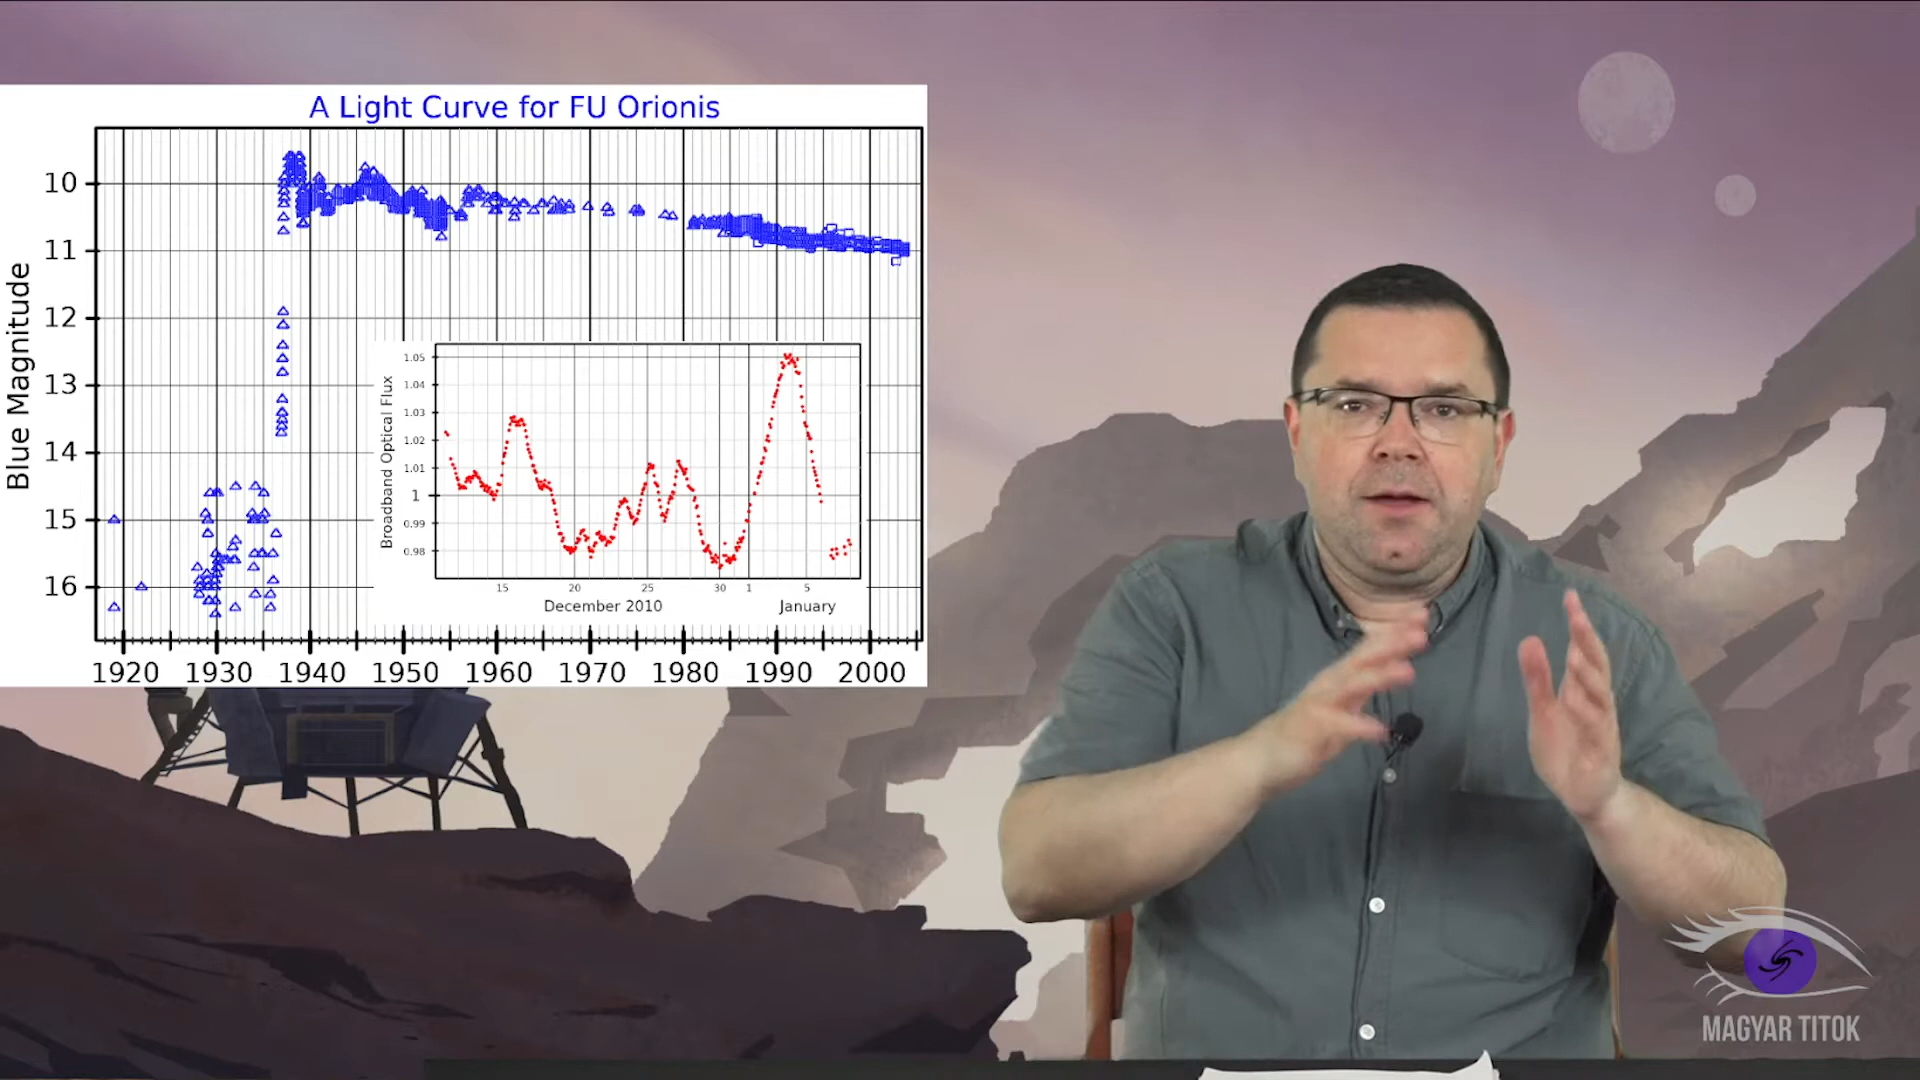 A Light Curve for FU Orionis
Blue Magnitude
10
11
12
13
14
15
16
1920 1930 1940 1950 1960 1970 1980 1990 2000
Broadband Optical Flux
1.05
1.04
1.03
1.02
1.01
1
0.99
0.98
15 20 25 30 1 5
December 2010 January
MAGYAR TITOK